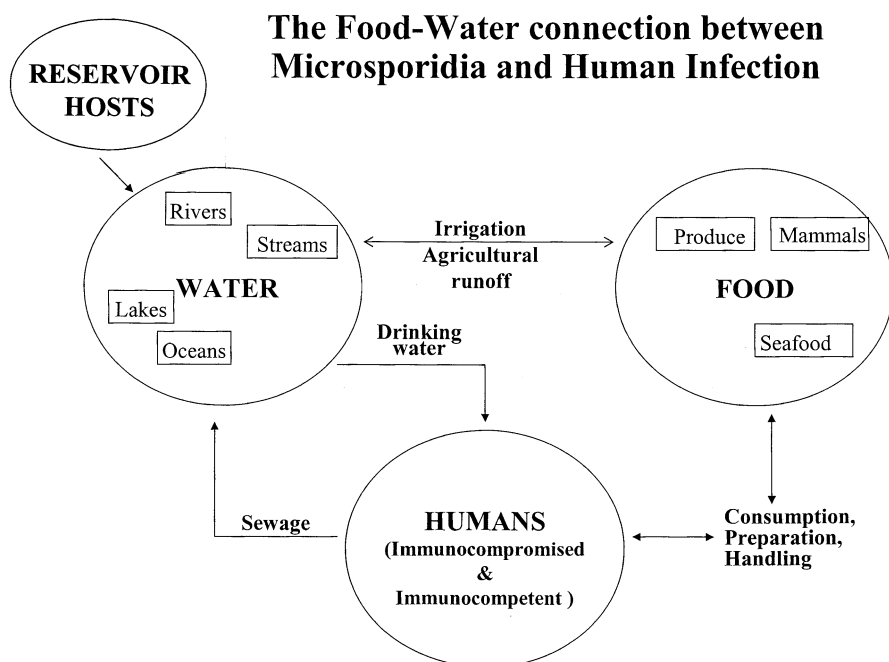 The Food-Water connection between
Microsporidia and Human Infection
RESERVOIR
HOSTS
Rivers
Streams
WATER
Lakes
Oceans
Irrigation
Agricultural
runoff
Produce
Mammals
FOOD
Seafood
Drinking
water
Sewage
HUMANS
(Immunocompromised
&
Immunocompetent )
Consumption,
Preparation,
Handling